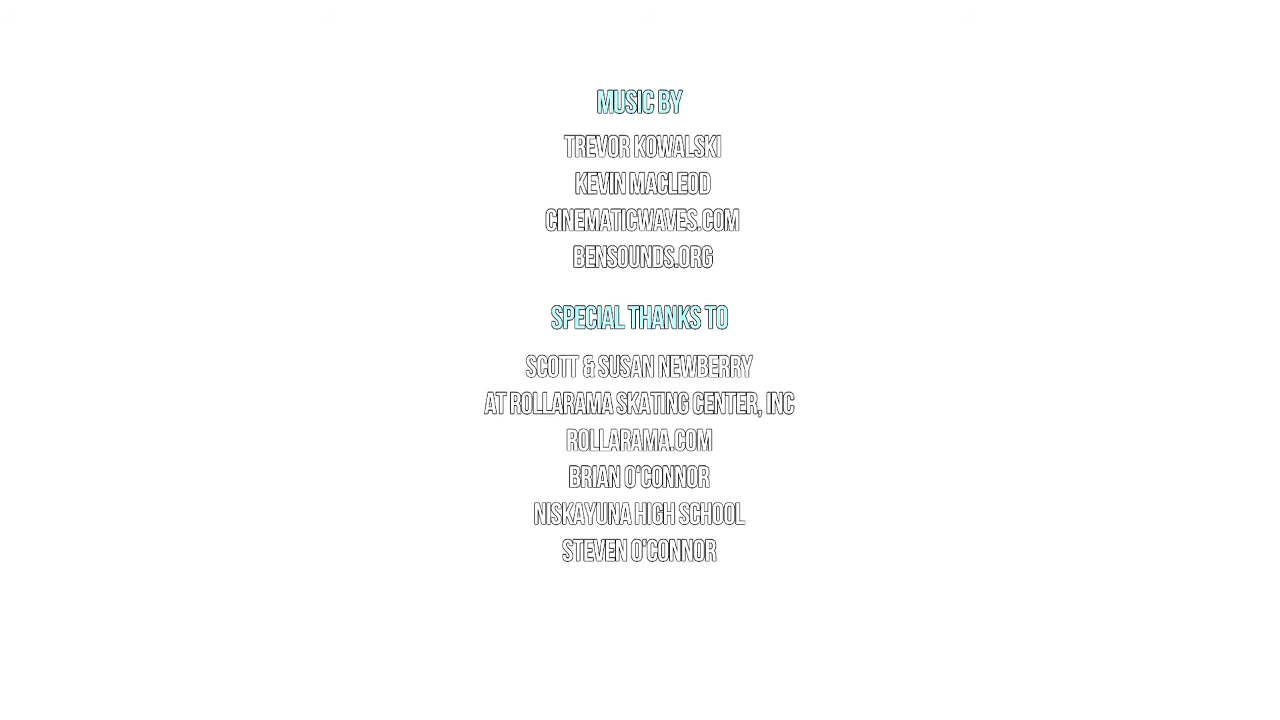 MUSIC BY
TREVOR KOWALSKI
KEVIN MACLEOD
CINEMATICWAVES.COM
BENSOUNDS.ORG
SPECIAL THANKS TO
SCOTT & SUSAN NEWBERRY
AT ROLLARAMA SKATING CENTER, INC
ROLLARAMA.COM
BRIAN O'CONNOR
NISKAYUNA HIGH SCHOOL
STEVEN O'CONNOR